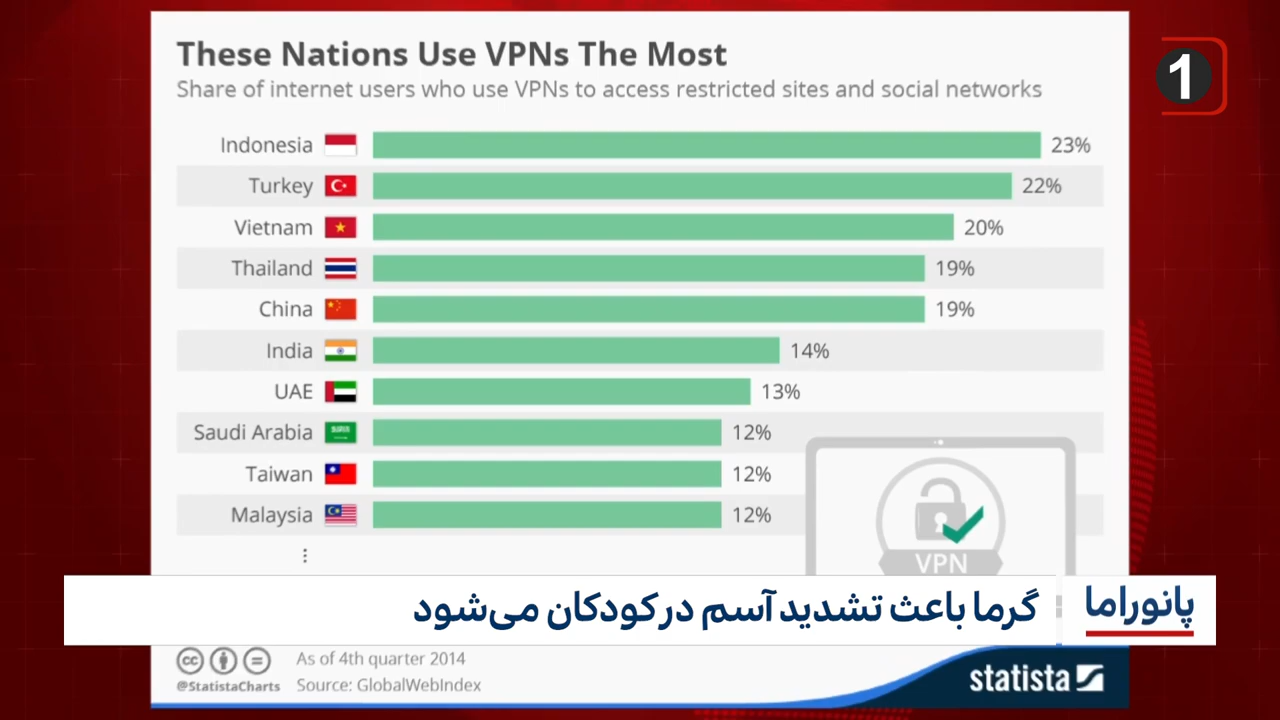 These Nations Use VPNs The Most
Share of internet users who use VPNs to access restricted sites and social networks
1
Indonesia 23%
Turkey 22%
Vietnam 20%
Thailand 19%
China 19%
India 14%
UAE 13%
Saudi Arabia 12%
Taiwan 12%
Malaysia 12%
⋮
VPN
پانوراما
گرما باعث تشدید آسم در کودکان می‌شود
As of 4th quarter 2014
@StatistaCharts Source: GlobalWebIndex
statista